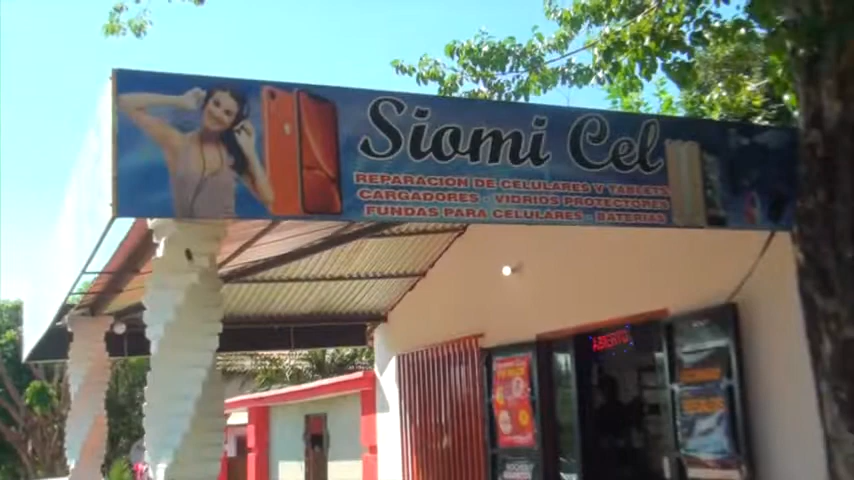 Siomi Cel
REPARACION DE CELULARES Y TABLETS
CARGADORES - VIDRIOS PROTECTORES
FUNDAS PARA CELULARES - BATERIAS
ABIERTO